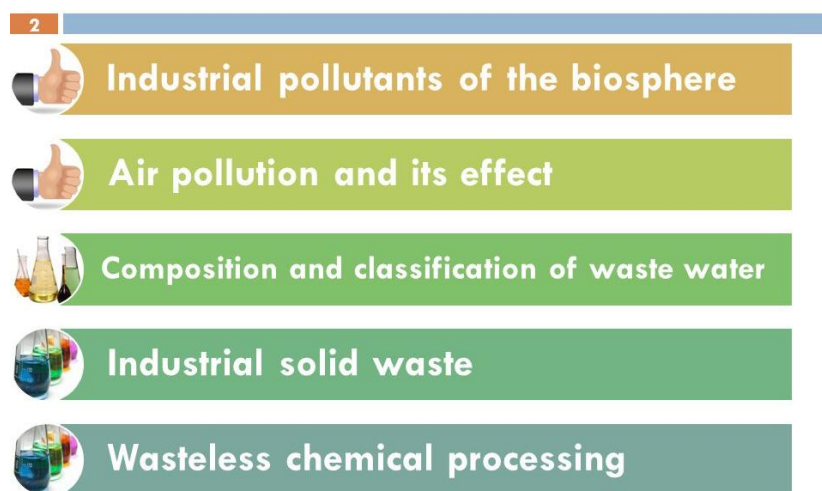 2
Industrial pollutants of the biosphere
Air pollution and its effect
Composition and classification of waste water
Industrial solid waste
Wasteless chemical processing